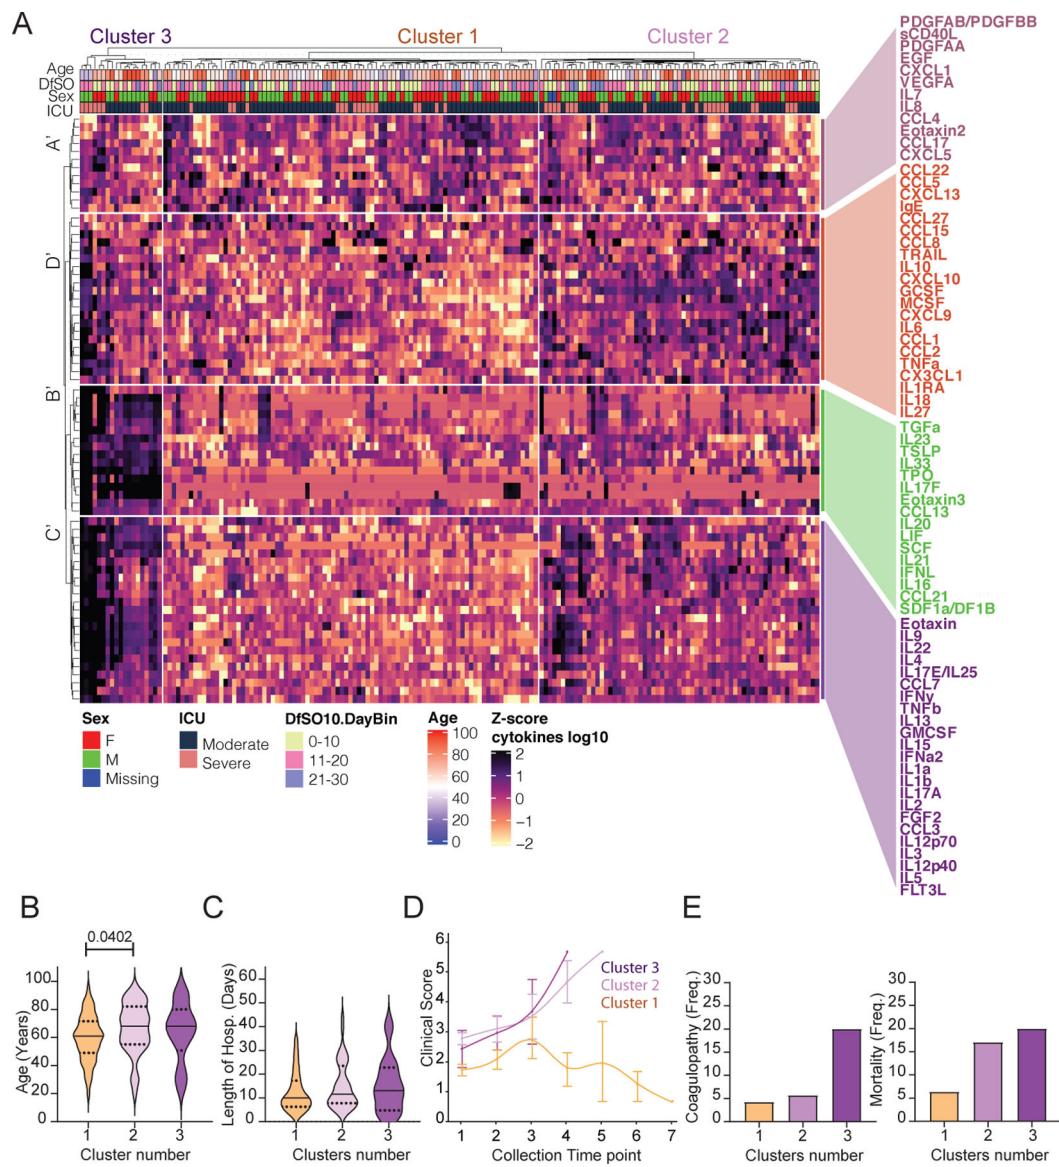 A
Cluster 3
Cluster 1
Cluster 2
Age
DfSO
Sex
ICU
A'
D'
B'
C'
PDGFAB/PDGFBB
sCD40L
PDGFAA
EGF
CXCL1
VEGFA
IL7
IL8
CCL4
Eotaxin2
CCL17
CXCL5
CCL22
CCL5
CXCL13
IgE
CCL27
CCL15
CCL8
TRAIL
IL10
CXCL10
GCSF
MCSF
CXCL9
IL6
CCL1
CCL2
TNFa
CX3CL1
IL1RA
IL18
IL27
TGFa
IL23
TSLP
IL33
TPO
IL17F
Eotaxin3
CCL13
IL20
LIF
SCF
IL21
IFNL
IL16
CCL21
SDF1a/DF1B
Eotaxin
IL9
IL22
IL4
IL17E/IL25
CCL7
IFNy
TNFb
IL13
GMCSF
IL15
IFNa2
IL1a
IL1b
IL17A
IL2
FGF2
CCL3
IL12p70
IL3
IL12p40
IL5
FLT3L
Sex
F
M
Missing
ICU
Moderate
Severe
DfSO10.DayBin
0-10
11-20
21-30
Age
100
80
60
40
20
0
Z-score
cytokines log10
2
1
0
−1
−2
B
0.0402
Age (Years)
100
80
60
40
20
0
1 2 3
Cluster number
C
Length of Hosp. (Days)
60
50
40
30
20
10
0
1 2 3
Clusters number
D
Clinical Score
6
5
4
3
2
1
0
Cluster 3
Cluster 2
Cluster 1
1 2 3 4 5 6 7
Collection Time point
E
Coagulopathy (Freq.)
30
25
20
15
10
5
0
1 2 3
Clusters number
Mortality (Freq.)
30
25
20
15
10
5
0
1 2 3
Clusters number